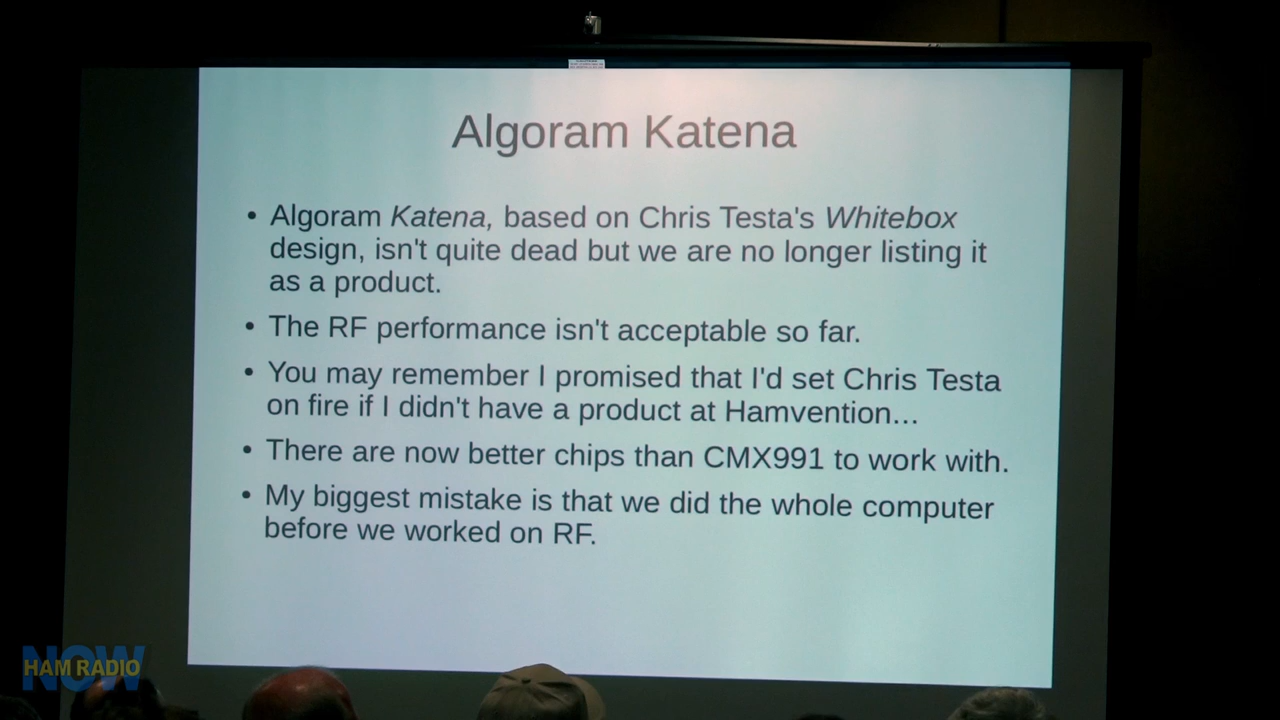 Algoram Katena
• Algoram Katena, based on Chris Testa's Whitebox
design, isn't quite dead but we are no longer listing it
as a product.
• The RF performance isn't acceptable so far.
• You may remember I promised that I'd set Chris Testa
on fire if I didn't have a product at Hamvention...
• There are now better chips than CMX991 to work with.
• My biggest mistake is that we did the whole computer
before we worked on RF.
HAM RADIO
NOW